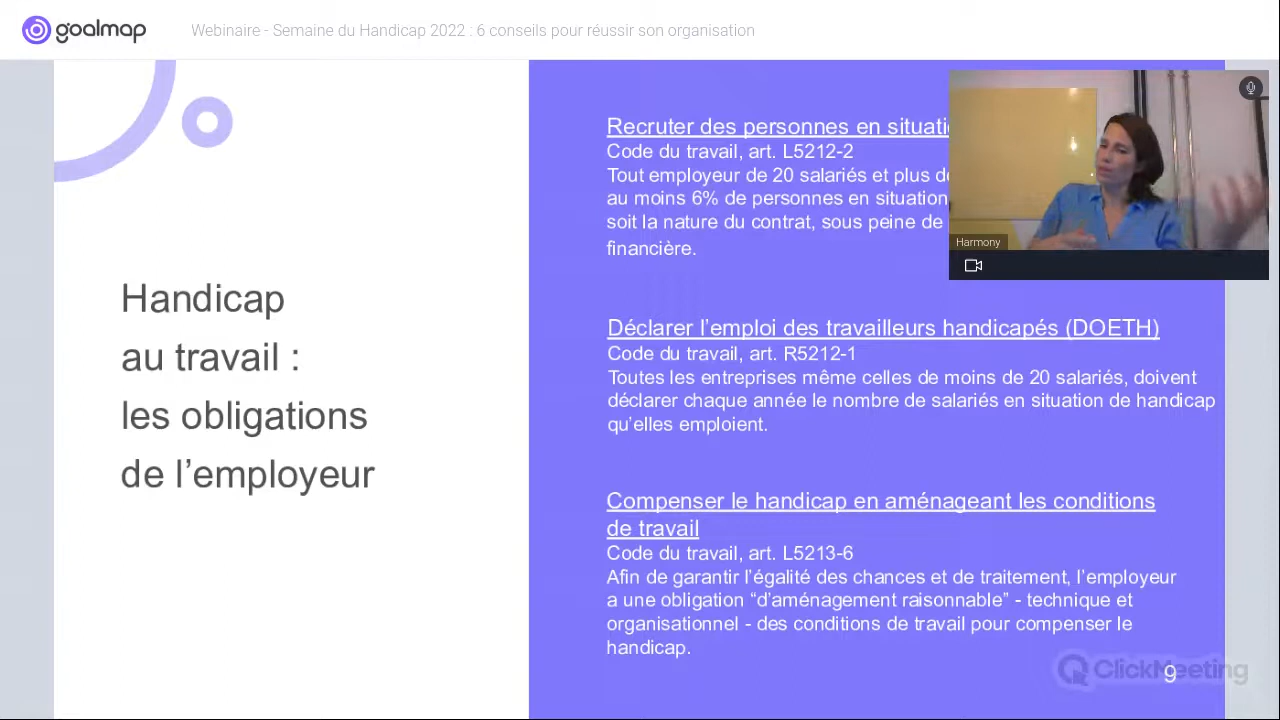 goalmap
Webinaire - Semaine du Handicap 2022 : 6 conseils pour réussir son organisation
Handicap
au travail :
les obligations
de l’employeur
Recruter des personnes en
Code du travail, art. L5212-2
Tout employeur de 20 salariés et plus
au moins 6% de personnes en situation
soit la nature du contrat, sous peine de
financière.
Harmony
Déclarer l’emploi des travailleurs handicapés (DOETH)
Code du travail, art. R5212-1
Toutes les entreprises même celles de moins de 20 salariés, doivent
déclarer chaque année le nombre de salariés en situation de handicap
qu’elles emploient.
Compenser le handicap en aménageant les conditions
de travail
Code du travail, art. L5213-6
Afin de garantir l’égalité des chances et de traitement, l’employeur
a une obligation “d’aménagement raisonnable” - technique et
organisationnel - des conditions de travail pour compenser le
handicap.
ClickMeeting
9